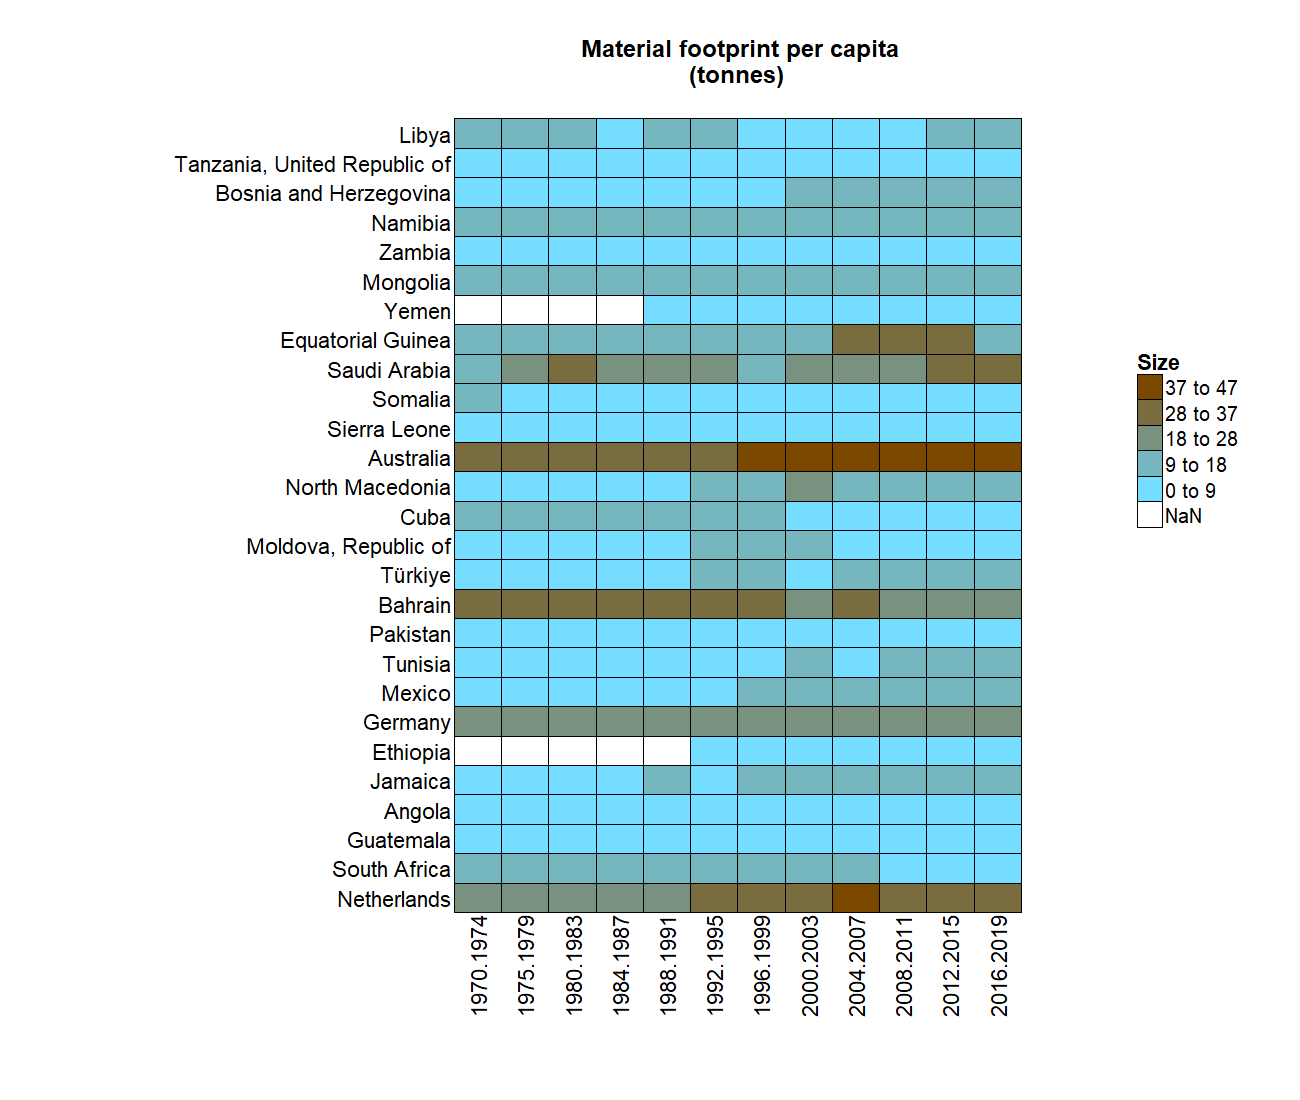 Material footprint per capita
(tonnes)
Libya
Tanzania, United Republic of
Bosnia and Herzegovina
Namibia
Zambia
Mongolia
Yemen
Equatorial Guinea
Saudi Arabia
Somalia
Sierra Leone
Australia
North Macedonia
Cuba
Moldova, Republic of
Türkiye
Bahrain
Pakistan
Tunisia
Mexico
Germany
Ethiopia
Jamaica
Angola
Guatemala
South Africa
Netherlands
1970.1974
1975.1979
1980.1983
1984.1987
1988.1991
1992.1995
1996.1999
2000.2003
2004.2007
2008.2011
2012.2015
2016.2019
Size
37 to 47
28 to 37
18 to 28
9 to 18
0 to 9
NaN